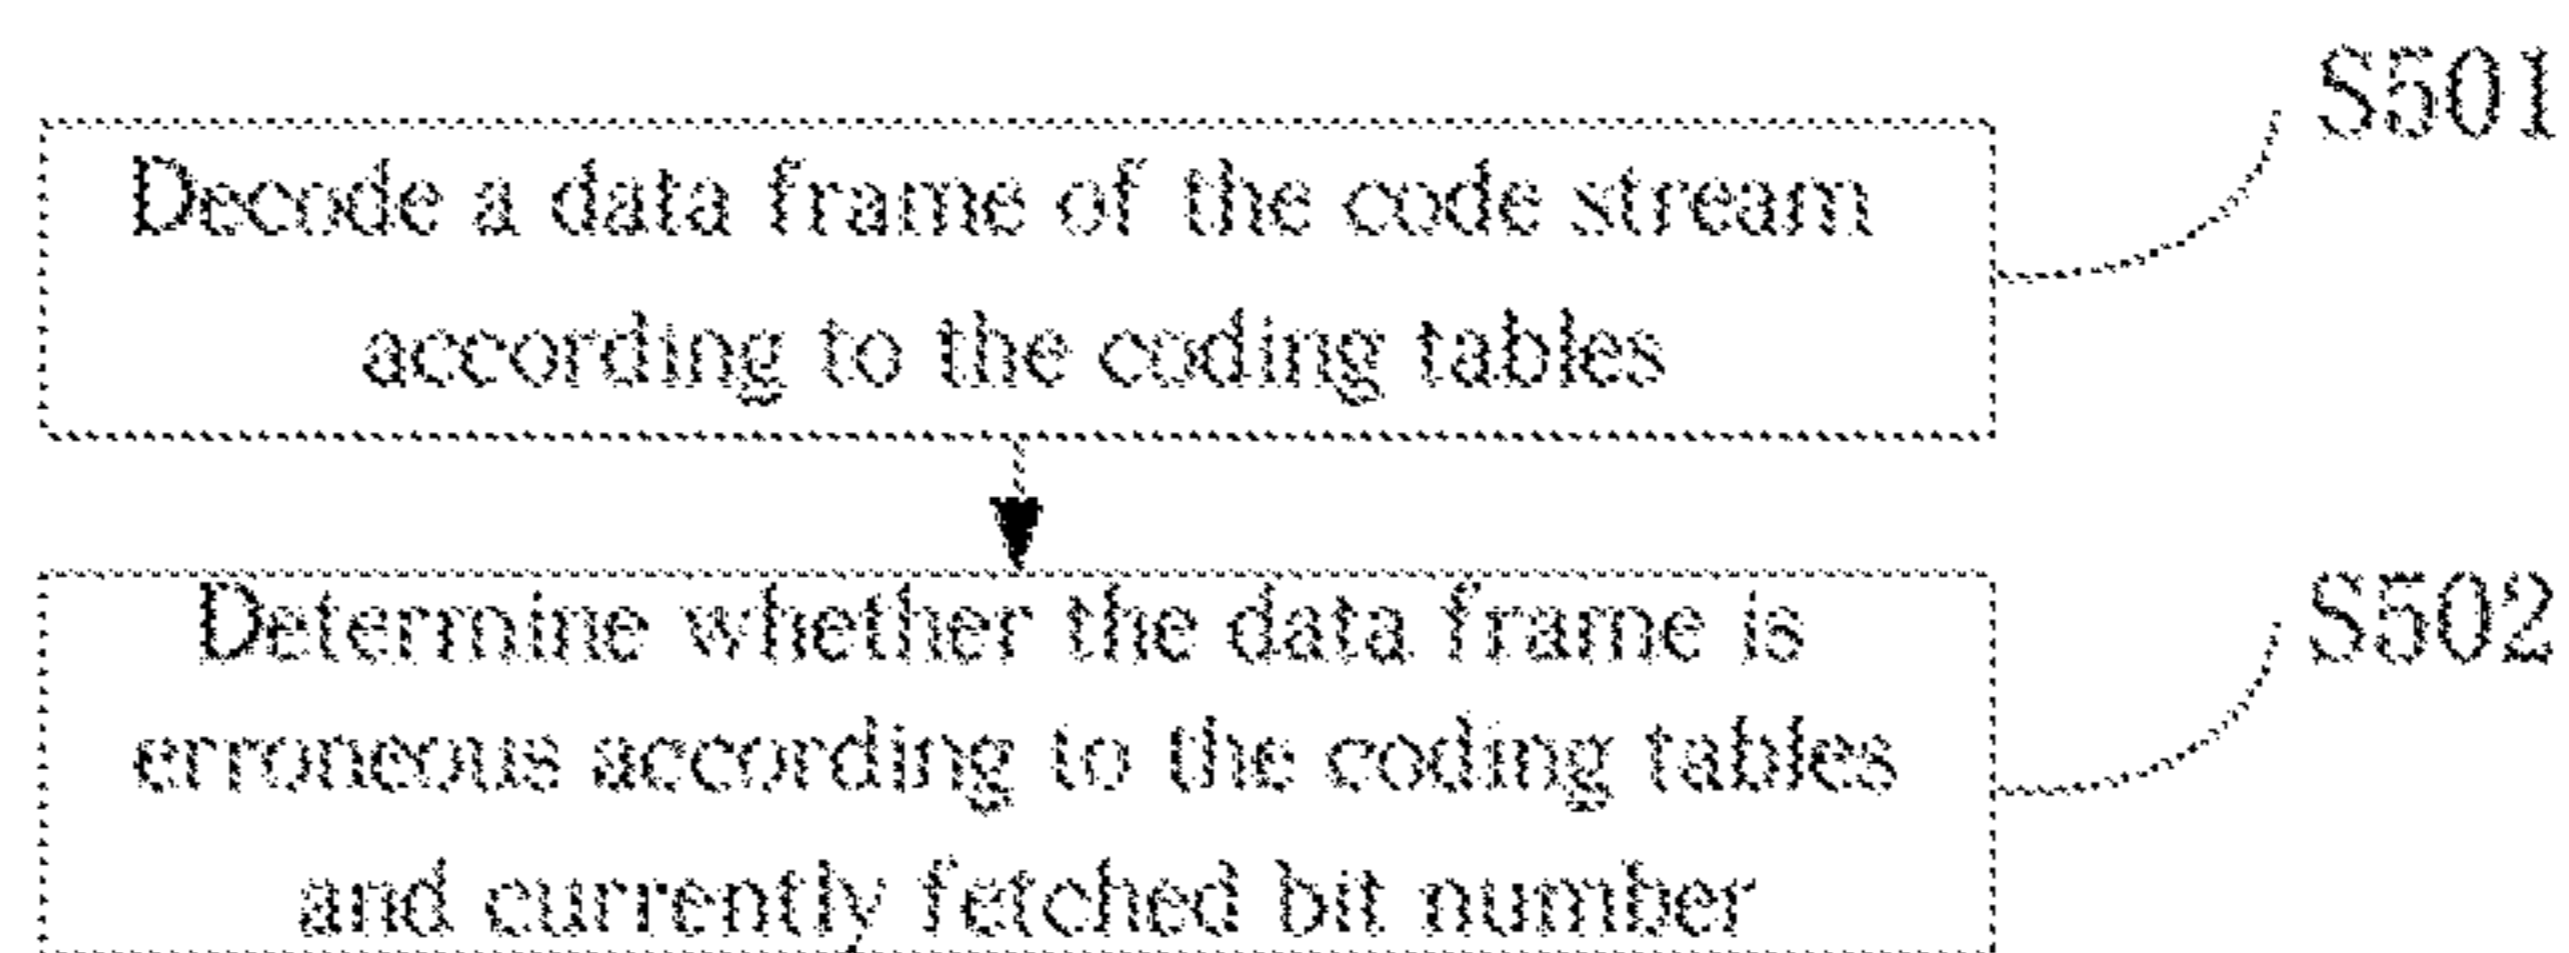 S501
Decode a data frame of the code stream
according to the coding tables
S502
Determine whether the data frame is
erroneous according to the coding tables
and currently fetched bit number